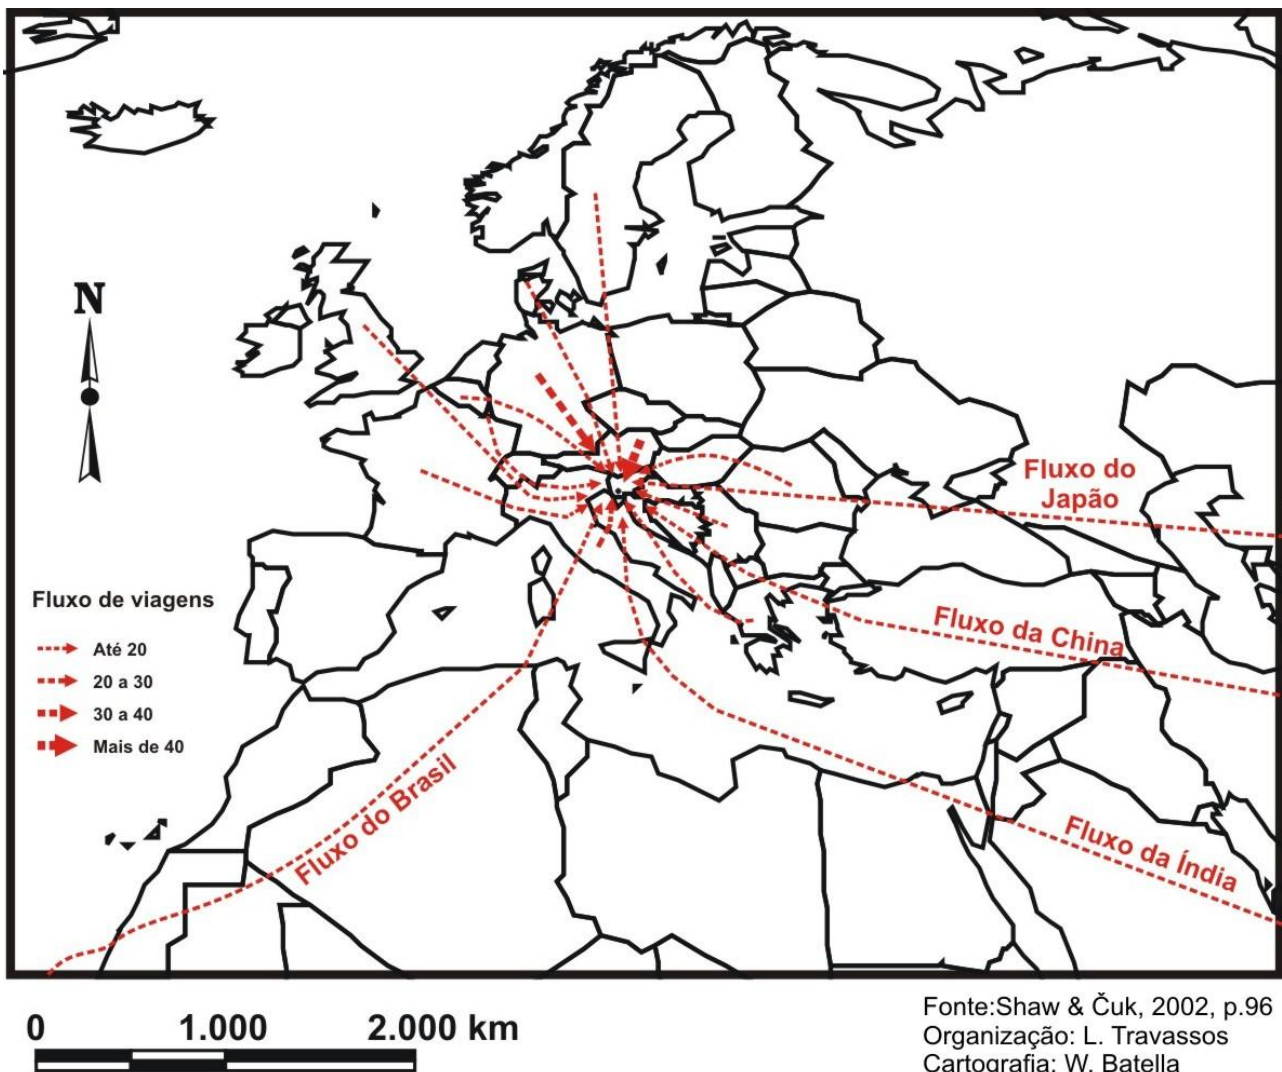 N
Fluxo do
Japão
Fluxo de viagens
Até 20
20 a 30
30 a 40
Mais de 40
Fluxo da China
Fluxo do Brasil
Fluxo da Índia
0 1.000 2.000 km
Fonte:Shaw & Čuk, 2002, p.96
Organização: L. Travassos
Cartografia: W. Batella